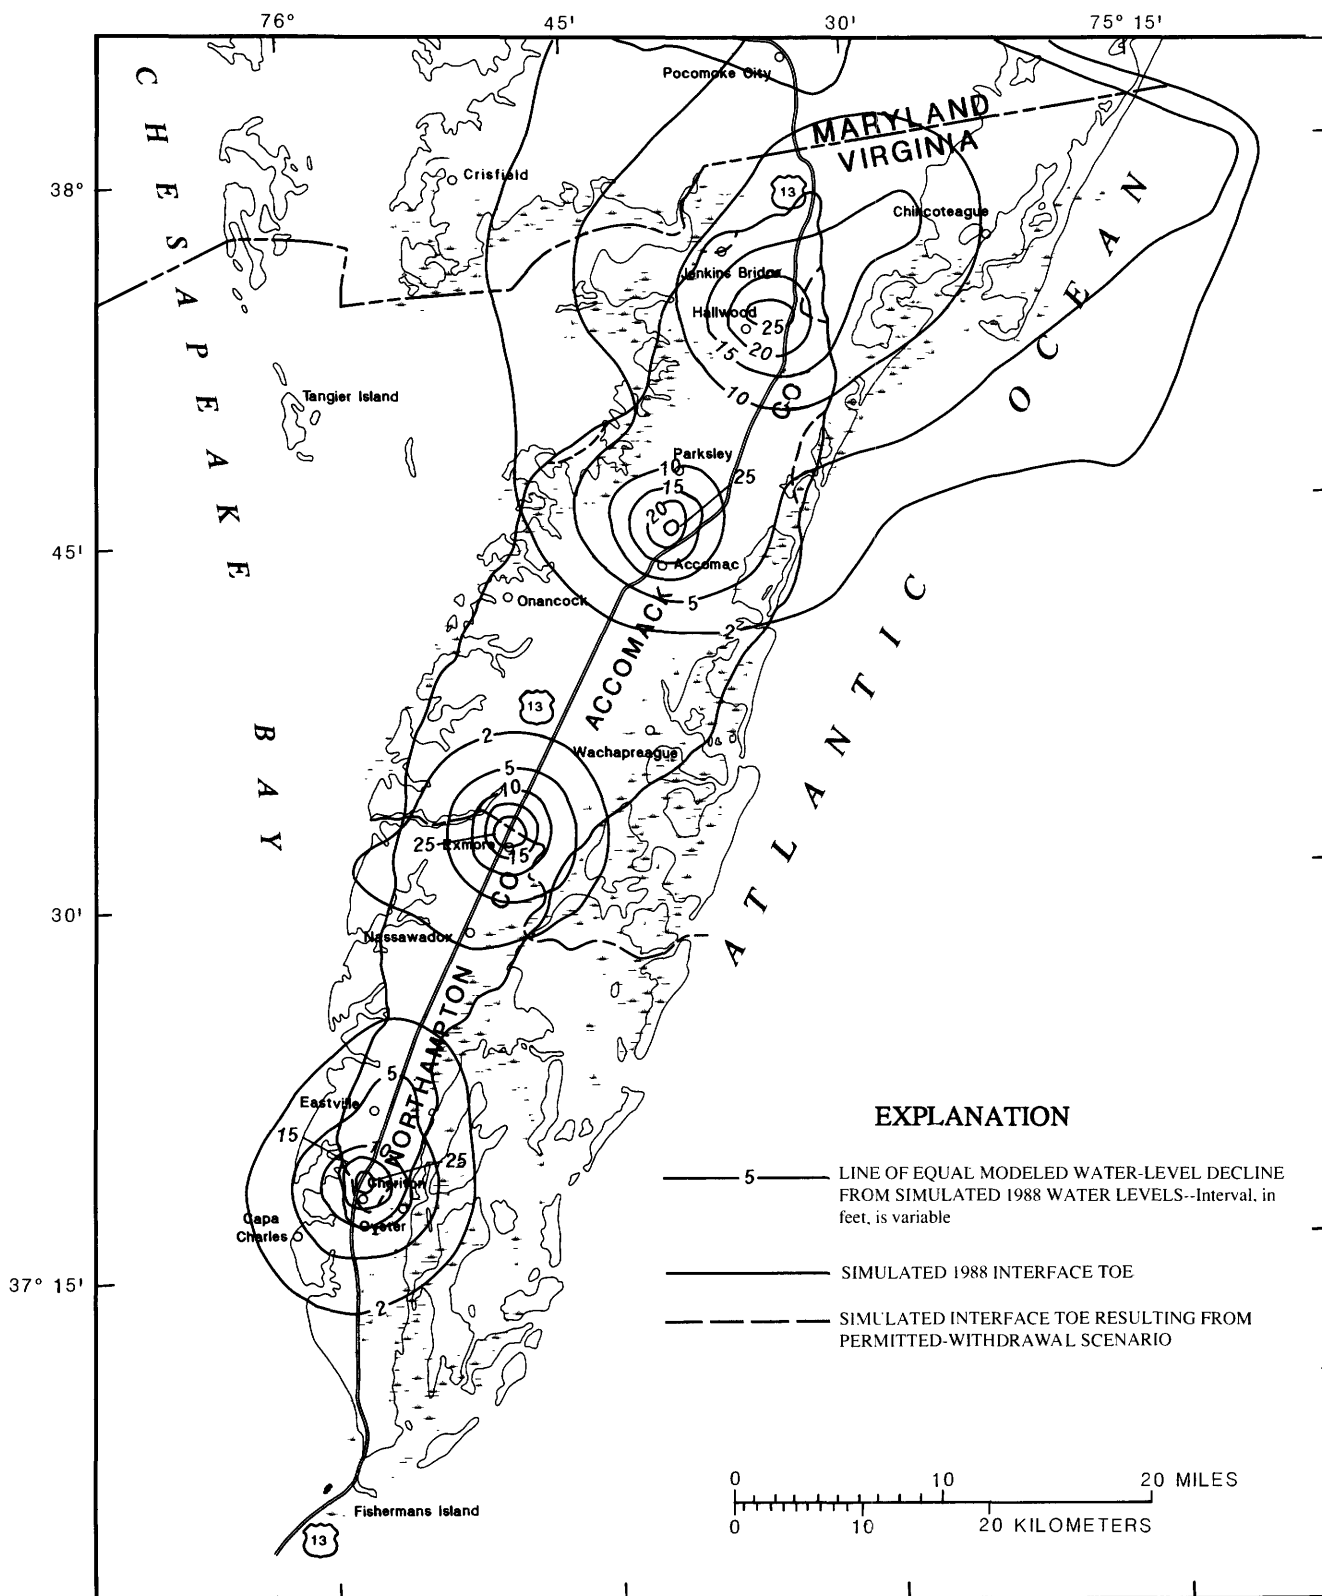 76°
45'
30'
75° 15'
CHESAPEAKE BAY
Pocomoke City
MARYLAND
VIRGINIA
Crisfield
38°
13
Chincoteague
Jenkins Bridge
Hallwood
25
15
20
10
CO
ATLANTIC OCEAN
Tangier Island
Parksley
10
25
15
20
45'
Accomac
Onancock
5
2
ACCOMACK
13
2
Wachapreague
5
10
25
Exmore
15
CO
30'
Nassawadox
NORTHAMPTON
5
Eastville
15
10
25
Cheriton
Capa
Charles
Oyster
37° 15'
2
EXPLANATION
5
LINE OF EQUAL MODELED WATER-LEVEL DECLINE
FROM SIMULATED 1988 WATER LEVELS--Interval, in
feet, is variable
SIMULATED 1988 INTERFACE TOE
SIMULATED INTERFACE TOE RESULTING FROM
PERMITTED-WITHDRAWAL SCENARIO
0 10 20 MILES
0 10 20 KILOMETERS
Fishermans Island
13